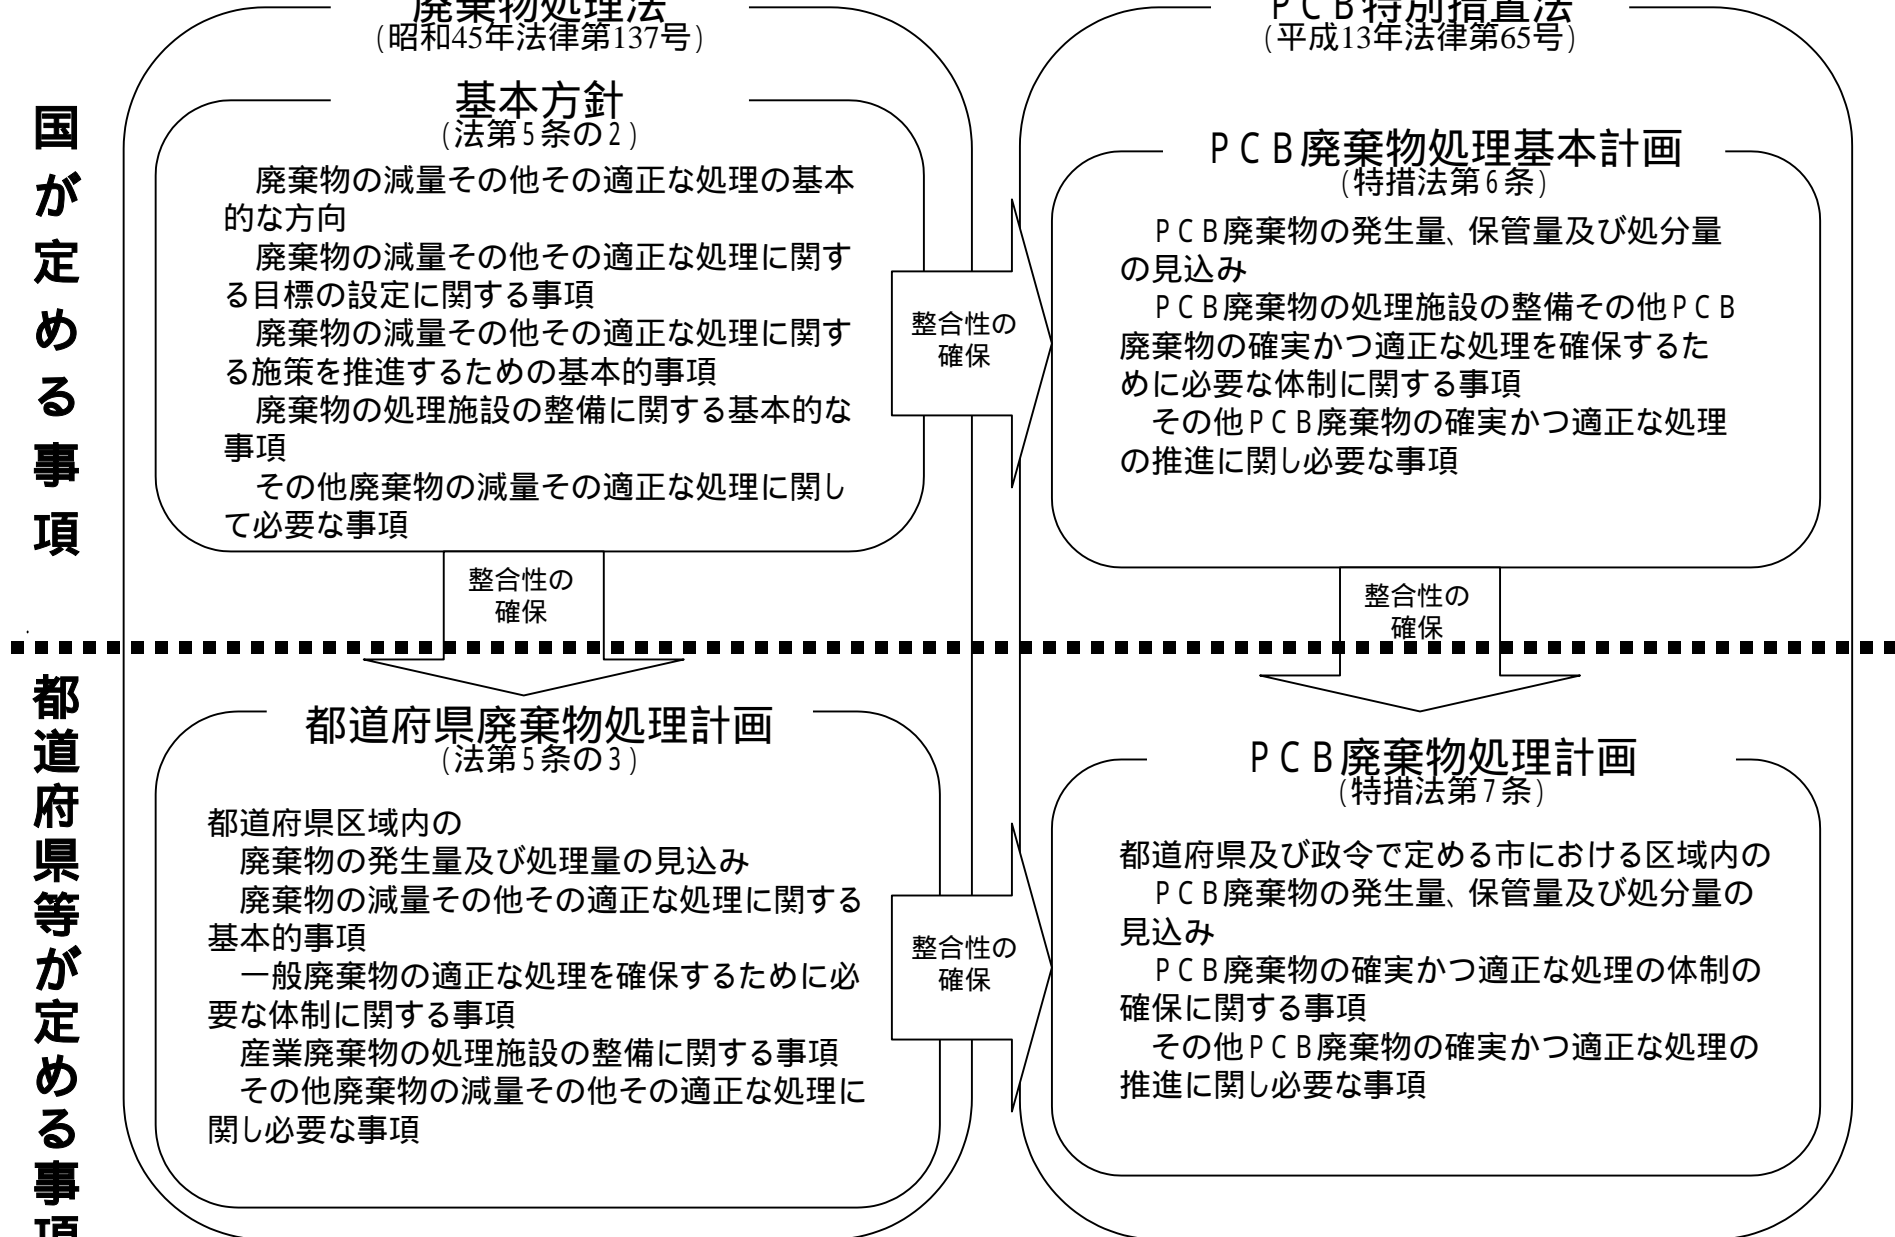 廃棄物処理法
(昭和45年法律第137号)
基本方針
(法第5条の2)
廃棄物の減量その他その適正な処理の基本
的な方向
廃棄物の減量その他その適正な処理に関す
る目標の設定に関する事項
廃棄物の減量その他その適正な処理に関す
る施策を推進するための基本的事項
廃棄物の処理施設の整備に関する基本的な
事項
その他廃棄物の減量その適正な処理に関し
て必要な事項
整合性の
確保
PCB特別措置法
(平成13年法律第65号)
PCB廃棄物処理基本計画
(特措法第6条)
PCB廃棄物の発生量、保管量及び処分量
の見込み
PCB廃棄物の処理施設の整備その他PCB
廃棄物の確実かつ適正な処理を確保するた
めに必要な体制に関する事項
その他PCB廃棄物の確実かつ適正な処理
の推進に関し必要な事項
国が定める事項
整合性の
確保
整合性の
確保
都道府県等が定める事項
都道府県廃棄物処理計画
(法第5条の3)
都道府県区域内の
廃棄物の発生量及び処理量の見込み
廃棄物の減量その他その適正な処理に関する
基本的事項
一般廃棄物の適正な処理を確保するために必
要な体制に関する事項
産業廃棄物の処理施設の整備に関する事項
その他廃棄物の減量その他その適正な処理に
関し必要な事項
整合性の
確保
PCB廃棄物処理計画
(特措法第7条)
都道府県及び政令で定める市における区域内の
PCB廃棄物の発生量、保管量及び処分量の
見込み
PCB廃棄物の確実かつ適正な処理の体制の
確保に関する事項
その他PCB廃棄物の確実かつ適正な処理の
推進に関し必要な事項